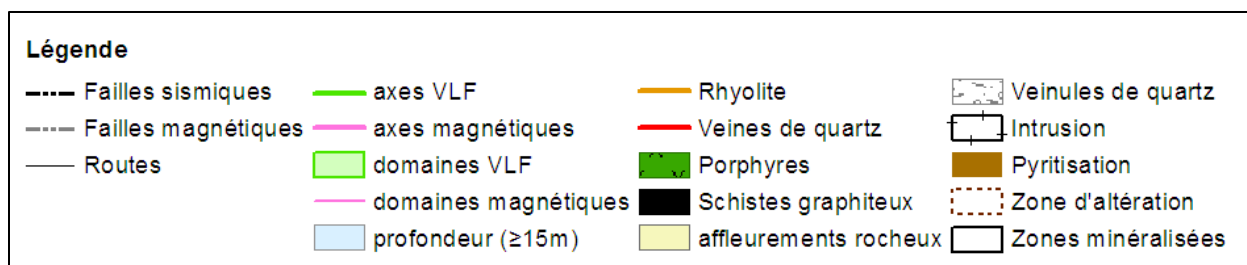 Légende
Failles sismiques
Failles magnétiques
Routes
axes VLF
axes magnétiques
domaines VLF
domaines magnétiques
profondeur (≥15m)
Rhyolite
Veines de quartz
Porphyres
Schistes graphiteux
affleurements rocheux
Veinules de quartz
Intrusion
Pyritisation
Zone d'altération
Zones minéralisées